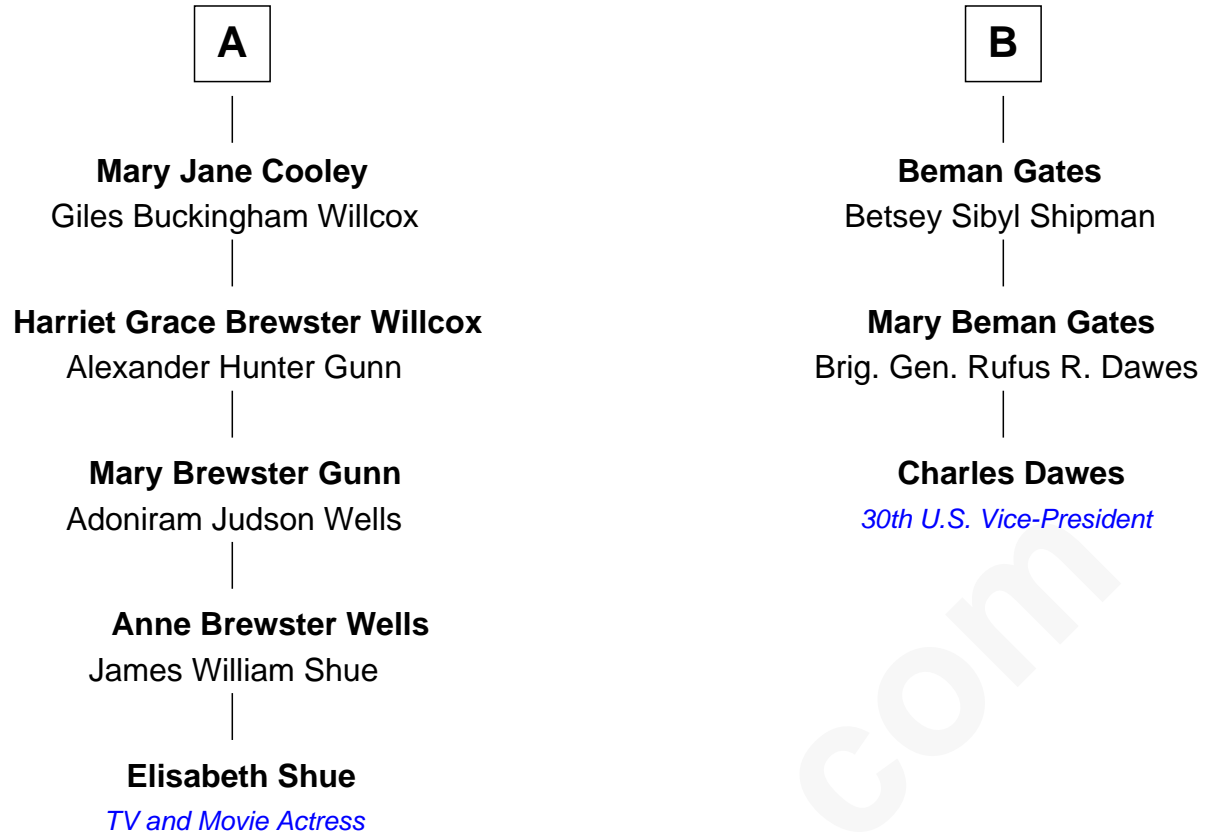 A
Mary Jane Cooley
Giles Buckingham Willcox
Harriet Grace Brewster Willcox
Alexander Hunter Gunn
Mary Brewster Gunn
Adoniram Judson Wells
Anne Brewster Wells
James William Shue
Elisabeth Shue
TV and Movie Actress
B
Beman Gates
Betsey Sibyl Shipman
Mary Beman Gates
Brig. Gen. Rufus R. Dawes
Charles Dawes
30th U.S. Vice-President
com